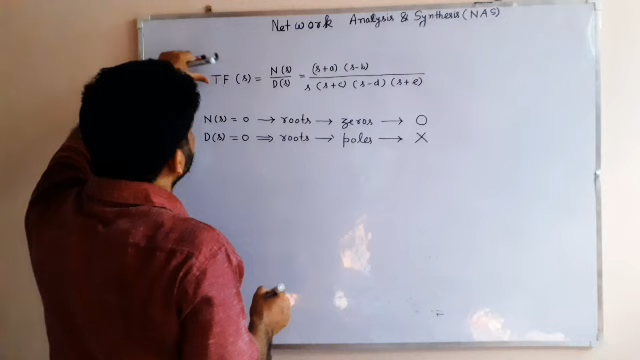 Network Analysis & Synthesis (NAS)
TF (s) = N(s) / D(s) = (s+a) (s-b) / s (s+c) (s-d) (s+e)
N(s) = 0 → roots → zeros → O
D(s) = 0 ⇒ roots → poles → X